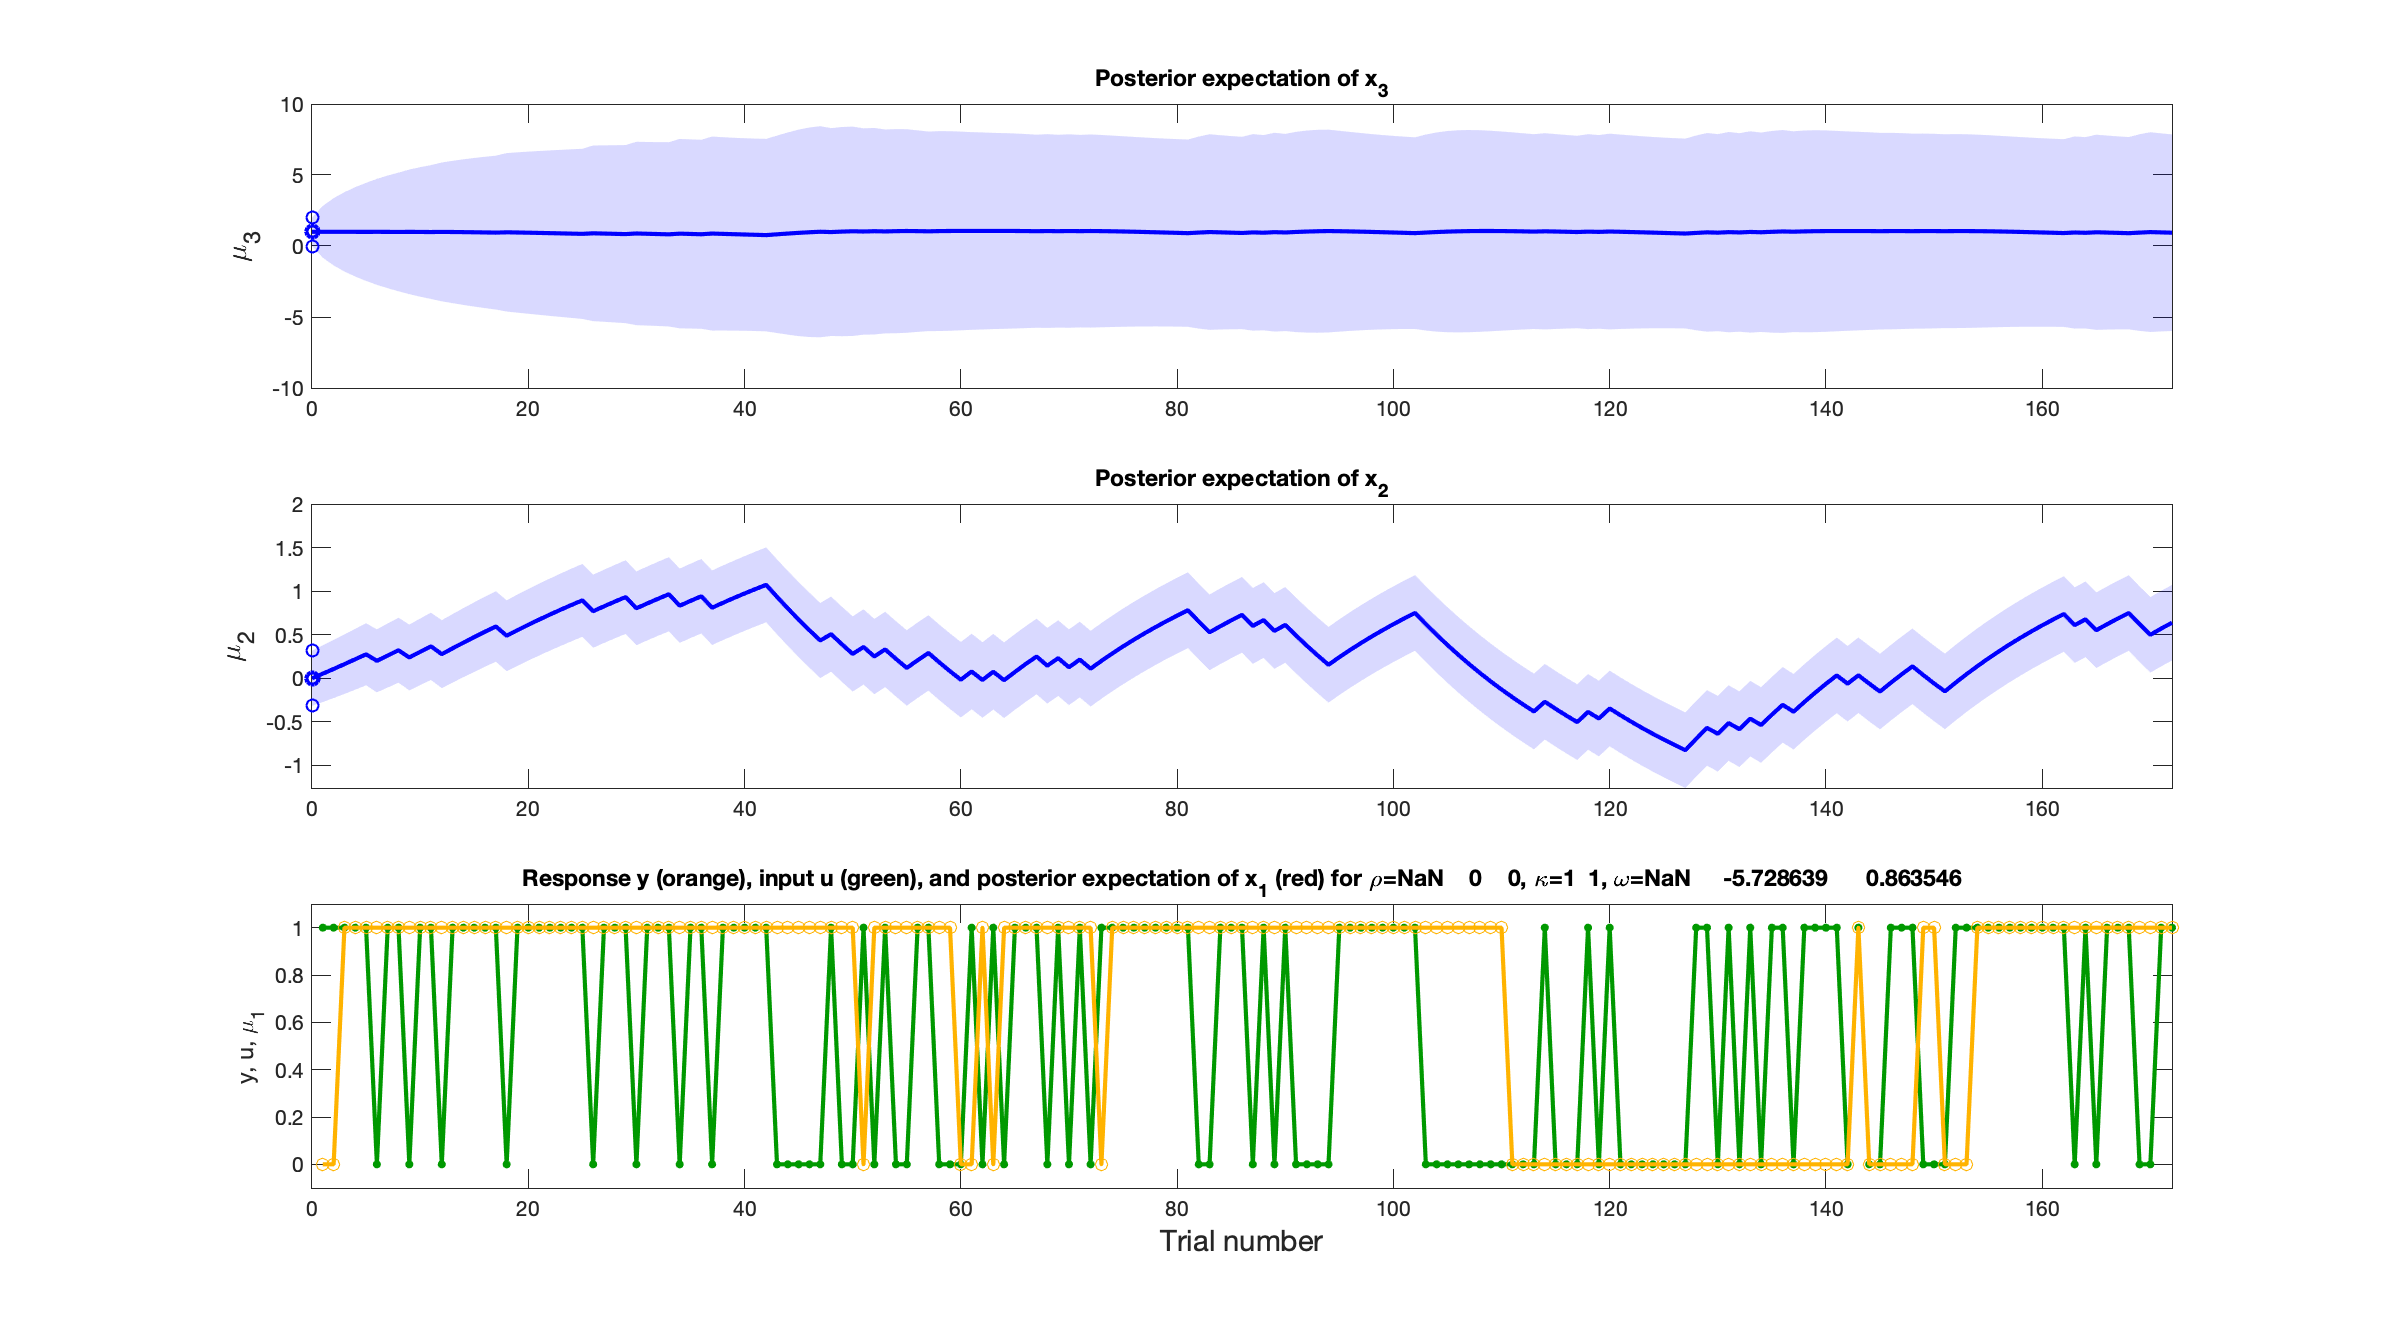 Posterior expectation of x3
10
5
0
-5
-10
μ3
0 20 40 60 80 100 120 140 160
Posterior expectation of x2
2
1.5
1
0.5
0
-0.5
-1
μ2
0 20 40 60 80 100 120 140 160
Response y (orange), input u (green), and posterior expectation of x1 (red) for ρ=NaN 0 0, κ=1 1, ω=NaN -5.728639 0.863546
1
0.8
0.6
0.4
0.2
0
y, u, μ1
0 20 40 60 80 100 120 140 160
Trial number